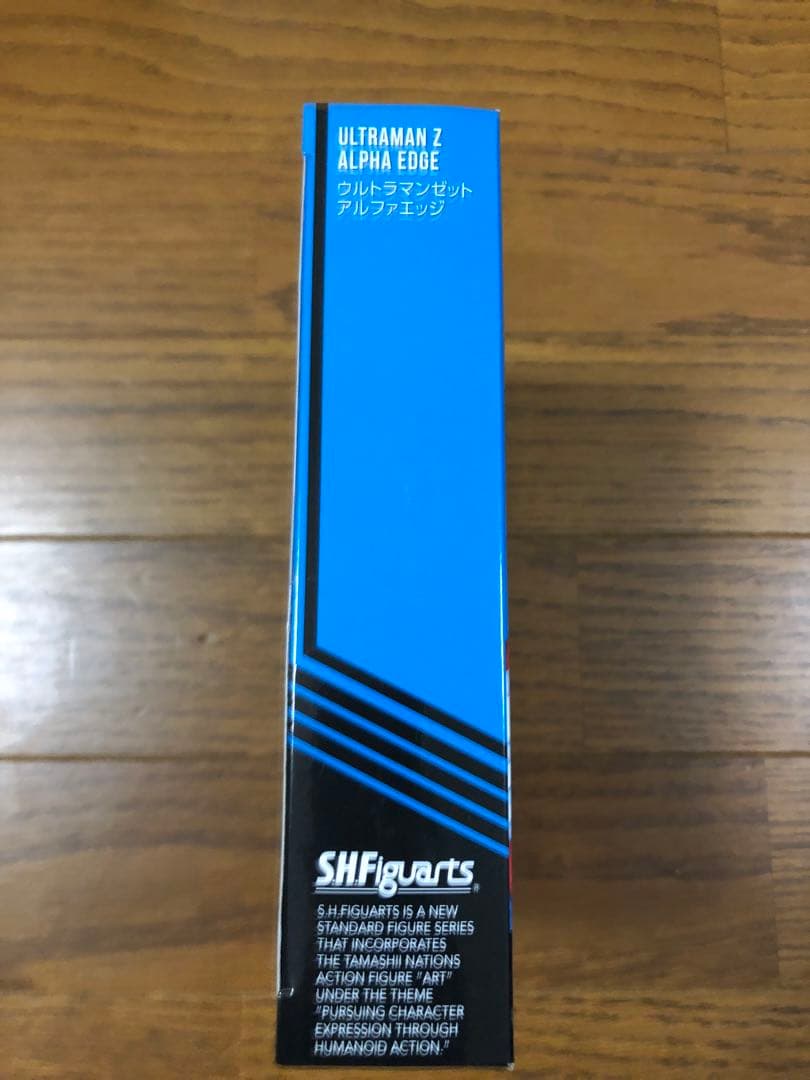 ULTRAMAN Z
ALPHA EDGE
ウルトラマンゼット
アルファエッジ
S.H.Figuarts
®
S.H.FIGUARTS IS A NEW
STANDARD FIGURE SERIES
THAT INCORPORATES
THE TAMASHII NATIONS
ACTION FIGURE "ART"
UNDER THE THEME
"PURSUING CHARACTER
EXPRESSION THROUGH
HUMANOID ACTION."